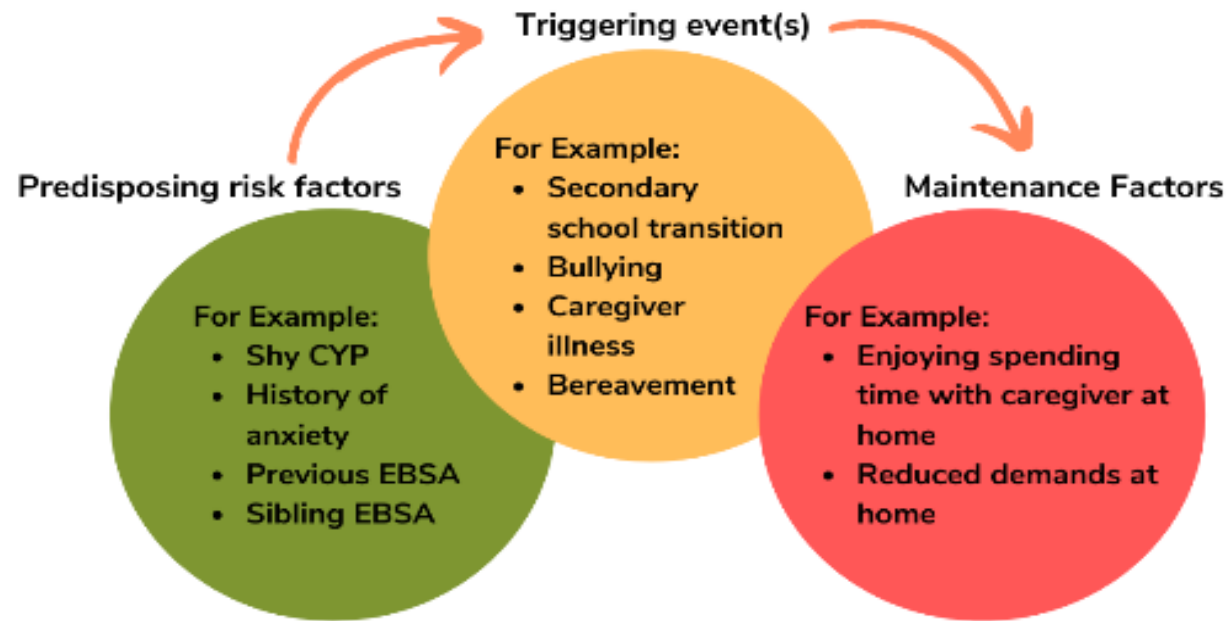 Triggering event(s)
Predisposing risk factors
For Example:
• Shy CYP
• History of
anxiety
• Previous EBSA
• Sibling EBSA
For Example:
• Secondary
school transition
• Bullying
• Caregiver
illness
• Bereavement
Maintenance Factors
For Example:
• Enjoying spending
time with caregiver at
home
• Reduced demands at
home